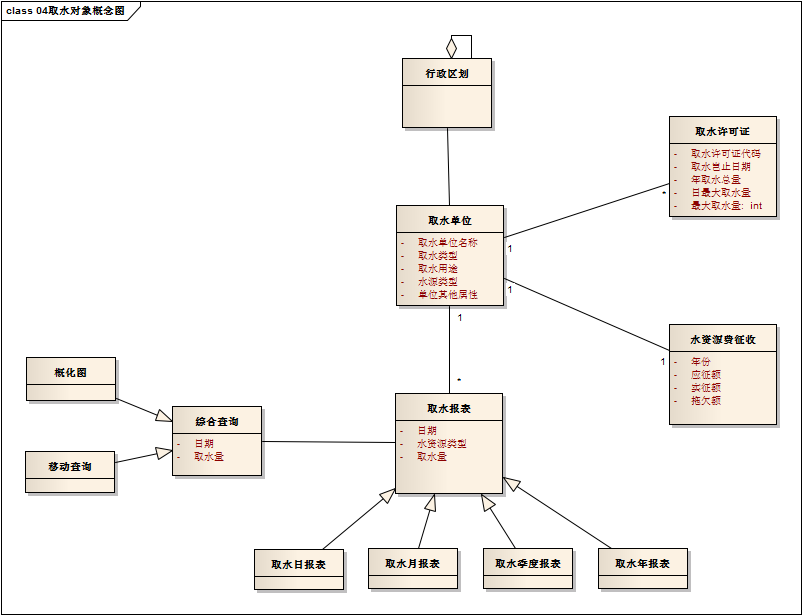 class 04取水对象概念图
行政区划
取水许可证
- 取水许可证代码
- 取水岂止日期
- 年取水总量
- 日最大取水量
- 最大取水量: int
*
取水单位
- 取水单位名称
- 取水类型
- 取水用途
- 水源类型
- 单位其他属性
1
1
1
水资源费征收
- 年份
- 应征额
- 实征额
- 拖欠额
1
*
概化图
综合查询
- 日期
- 取水量
移动查询
取水报表
- 日期
- 水资源类型
- 取水量
取水日报表
取水月报表
取水季度报表
取水年报表